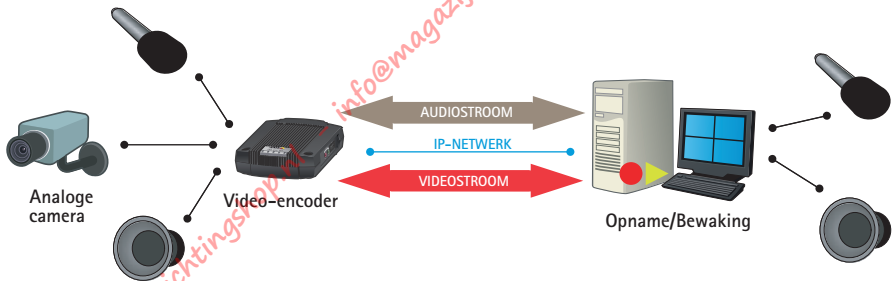 AUDIOSTROOM
IP-NETWERK
VIDEOSTROOM
Analoge
camera
Video-encoder
Opname/Bewaking